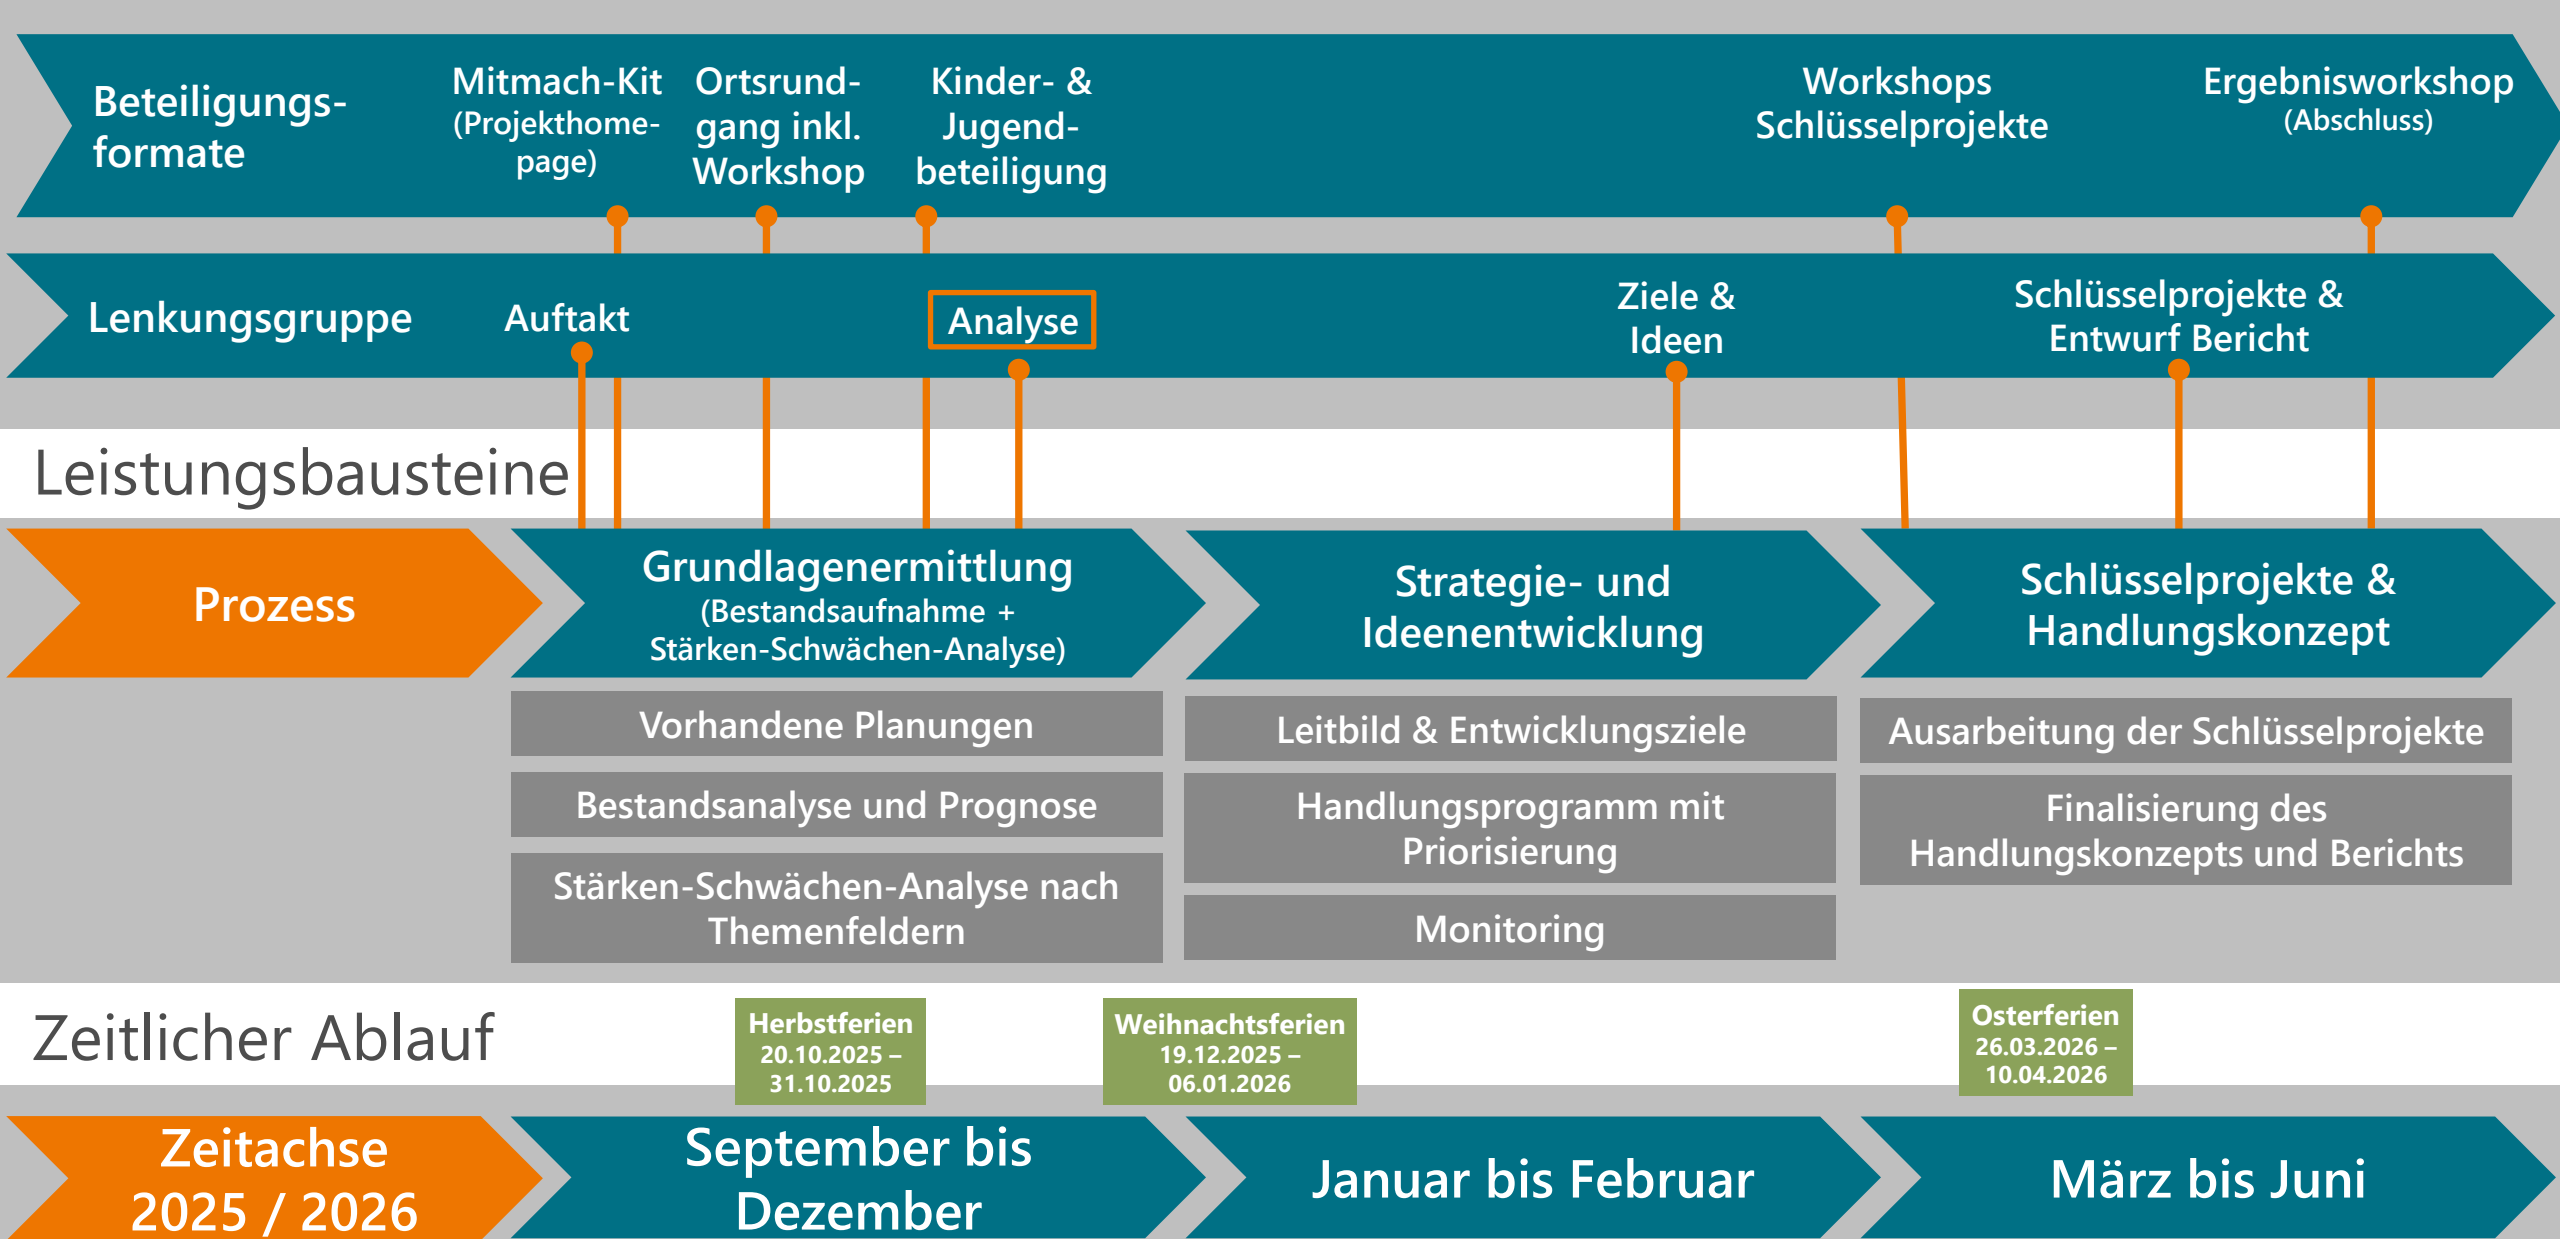 Beteiligungs-
formate
Mitmach-Kit
(Projekthome-
page)
Ortsrund-
gang inkl.
Workshop
Kinder- &
Jugend-
beteiligung
Workshops
Schlüsselprojekte
Ergebnisworkshop
(Abschluss)
Lenkungsgruppe
Auftakt
Analyse
Ziele &
Ideen
Schlüsselprojekte &
Entwurf Bericht
Leistungsbausteine
Prozess
Grundlagenermittlung
(Bestandsaufnahme +
Stärken-Schwächen-Analyse)
Strategie- und
Ideenentwicklung
Schlüsselprojekte &
Handlungskonzept
Vorhandene Planungen
Bestandsanalyse und Prognose
Stärken-Schwächen-Analyse nach
Themenfeldern
Leitbild & Entwicklungsziele
Handlungsprogramm mit
Priorisierung
Monitoring
Ausarbeitung der Schlüsselprojekte
Finalisierung des
Handlungskonzepts und Berichts
Zeitlicher Ablauf
Herbstferien
20.10.2025 –
31.10.2025
Weihnachtsferien
19.12.2025 –
06.01.2026
Osterferien
26.03.2026 –
10.04.2026
Zeitachse
2025 / 2026
September bis
Dezember
Januar bis Februar
März bis Juni